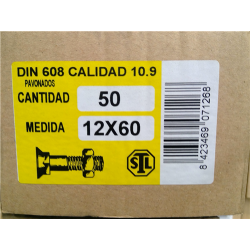 DIN 608 CALIDAD 10.9
PAVONADOS
CANTIDAD 50
MEDIDA 12X60
STL
8 423469 071268